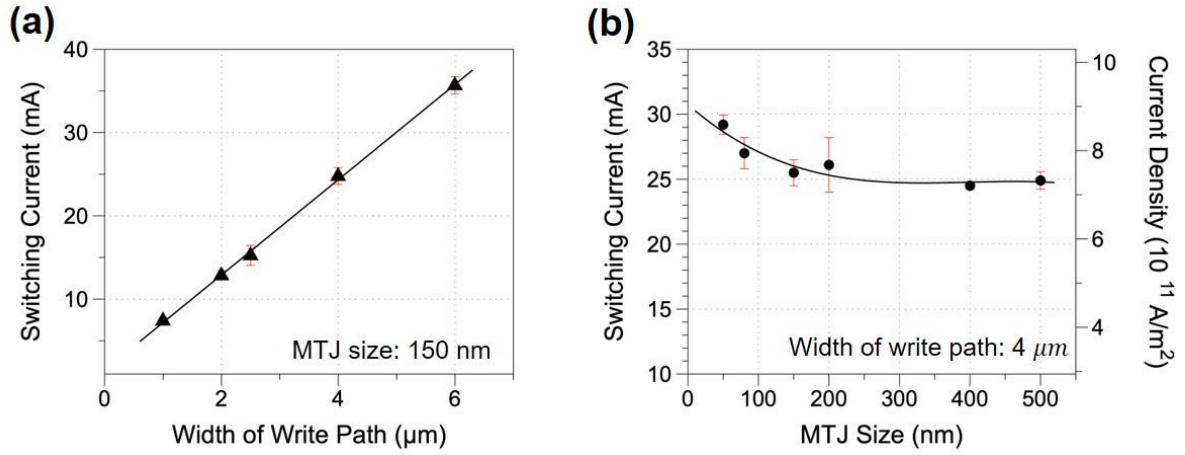 (a)
Switching Current (mA)
40
30
20
10
MTJ size: 150 nm
0
2
4
6
Width of Write Path (μm)
(b)
Switching Current (mA)
35
30
25
20
15
10
Width of write path: 4 μm
0
100
200
300
400
500
MTJ Size (nm)
10
8
6
4
Current Density (10 ¹¹ A/m²)